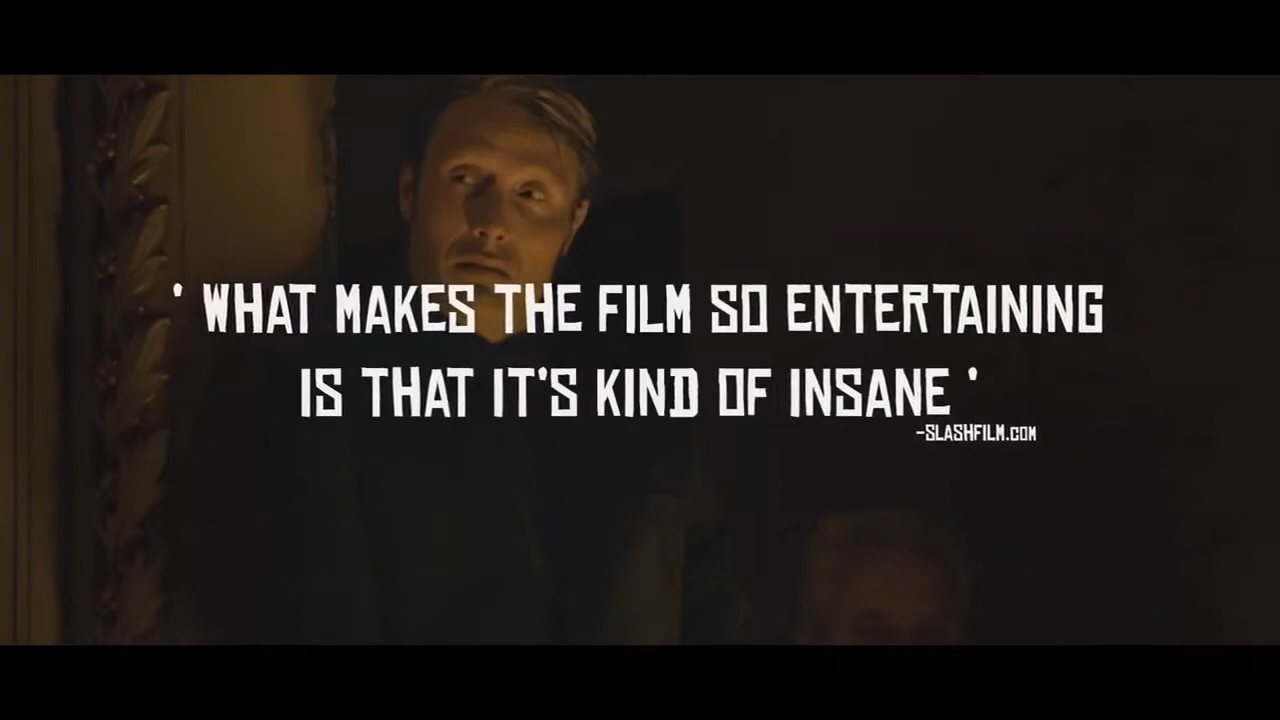 ' WHAT MAKES THE FILM SO ENTERTAINING
IS THAT IT'S KIND OF INSANE '
-SLASHFILM.COM